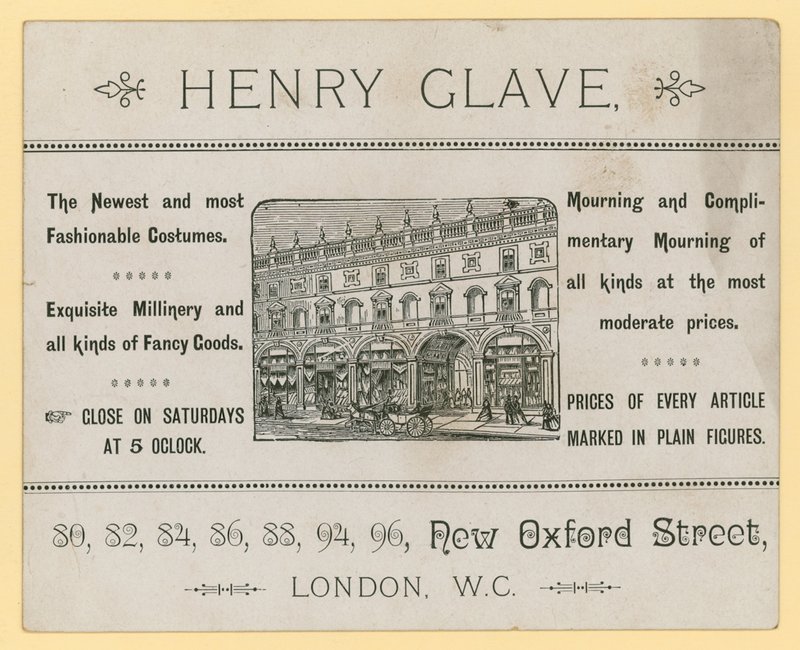 HENRY GLAVE,
The Newest and most
Fashionable Costumes.
Exquisite Millinery and
all kinds of Fancy Goods.
CLOSE ON SATURDAYS
AT 5 OCLOCK.
Mourning and Compli-
mentary Mourning of
all kinds at the most
moderate prices.
PRICES OF EVERY ARTICLE
MARKED IN PLAIN FIGURES.
80, 82, 84, 86, 88, 94, 96, New Oxford Street,
LONDON, W.C.